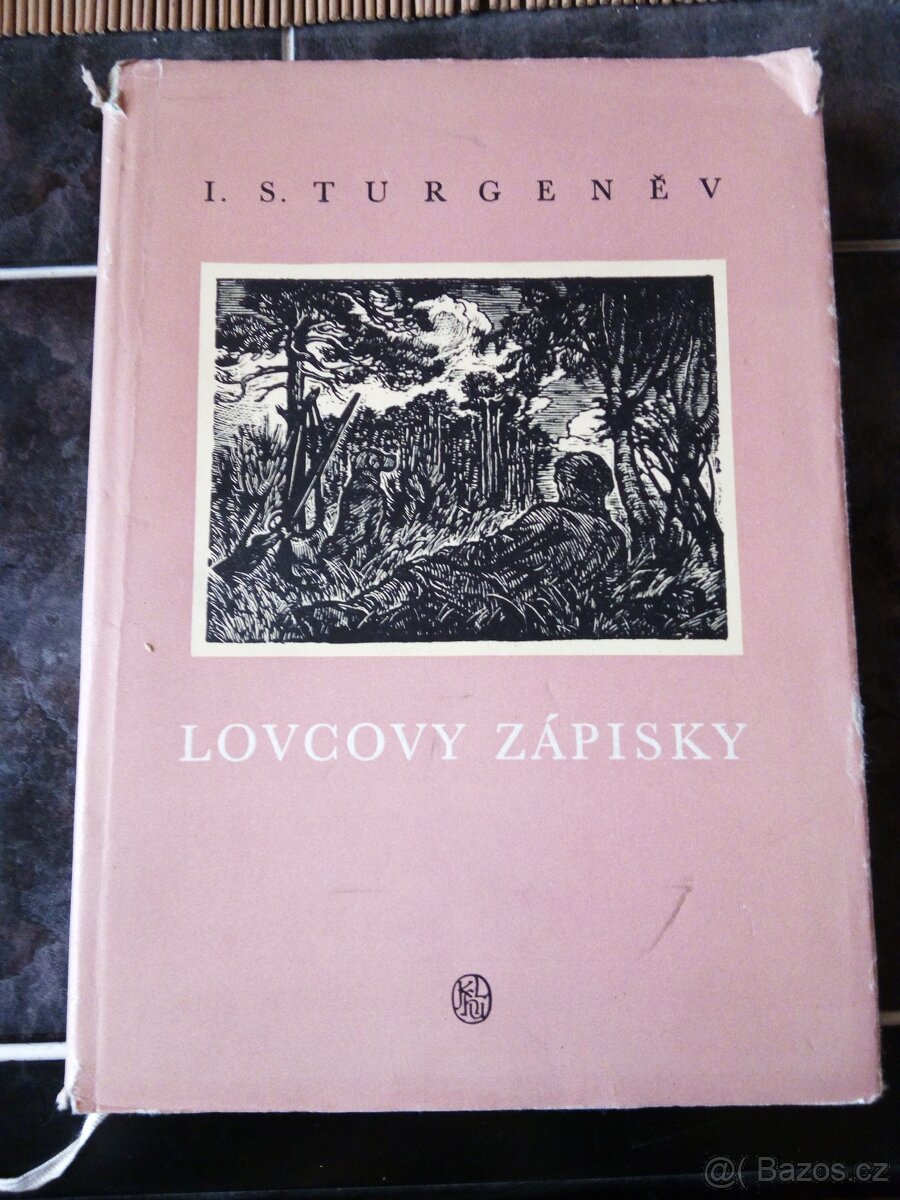 I. S. TURGENĚV
LOVCOVY ZÁPISKY
@( Bazos.cz